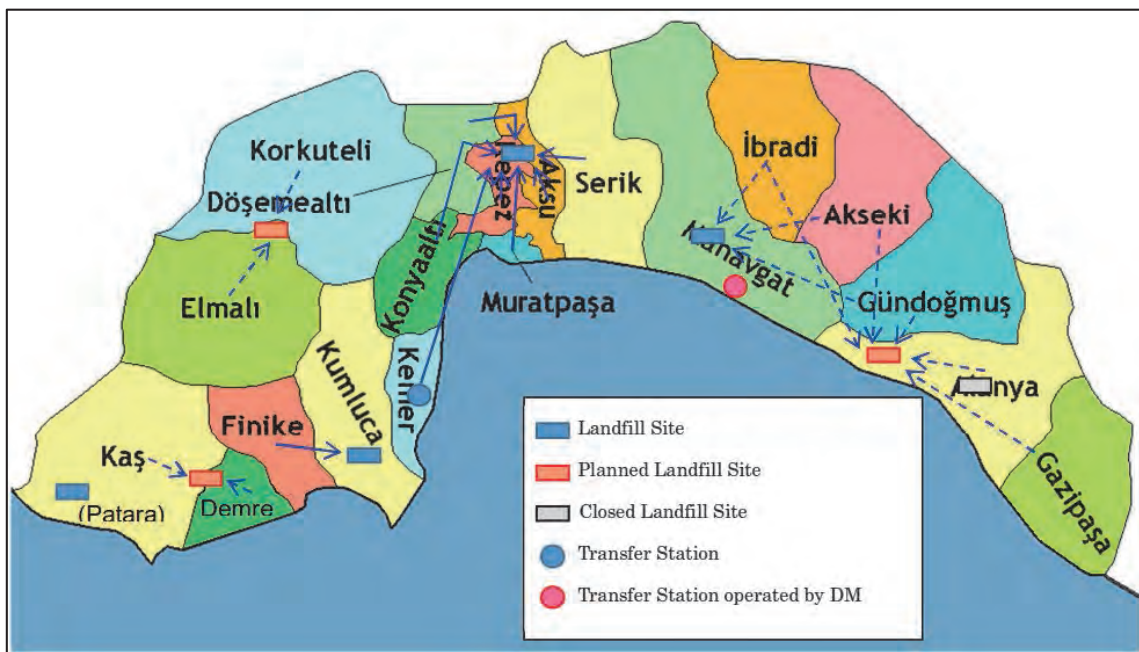 Korkuteli
Döşemealtı
Elmalı
Kaş
(Patara)
Demre
Finike
Kumluca
Kemer
Konyaaltı
Kepez
Aksu
Muratpaşa
Serik
Manavgat
İbradi
Akseki
Gündoğmuş
Alanya
Gazipaşa
Landfill Site
Planned Landfill Site
Closed Landfill Site
Transfer Station
Transfer Station operated by DM